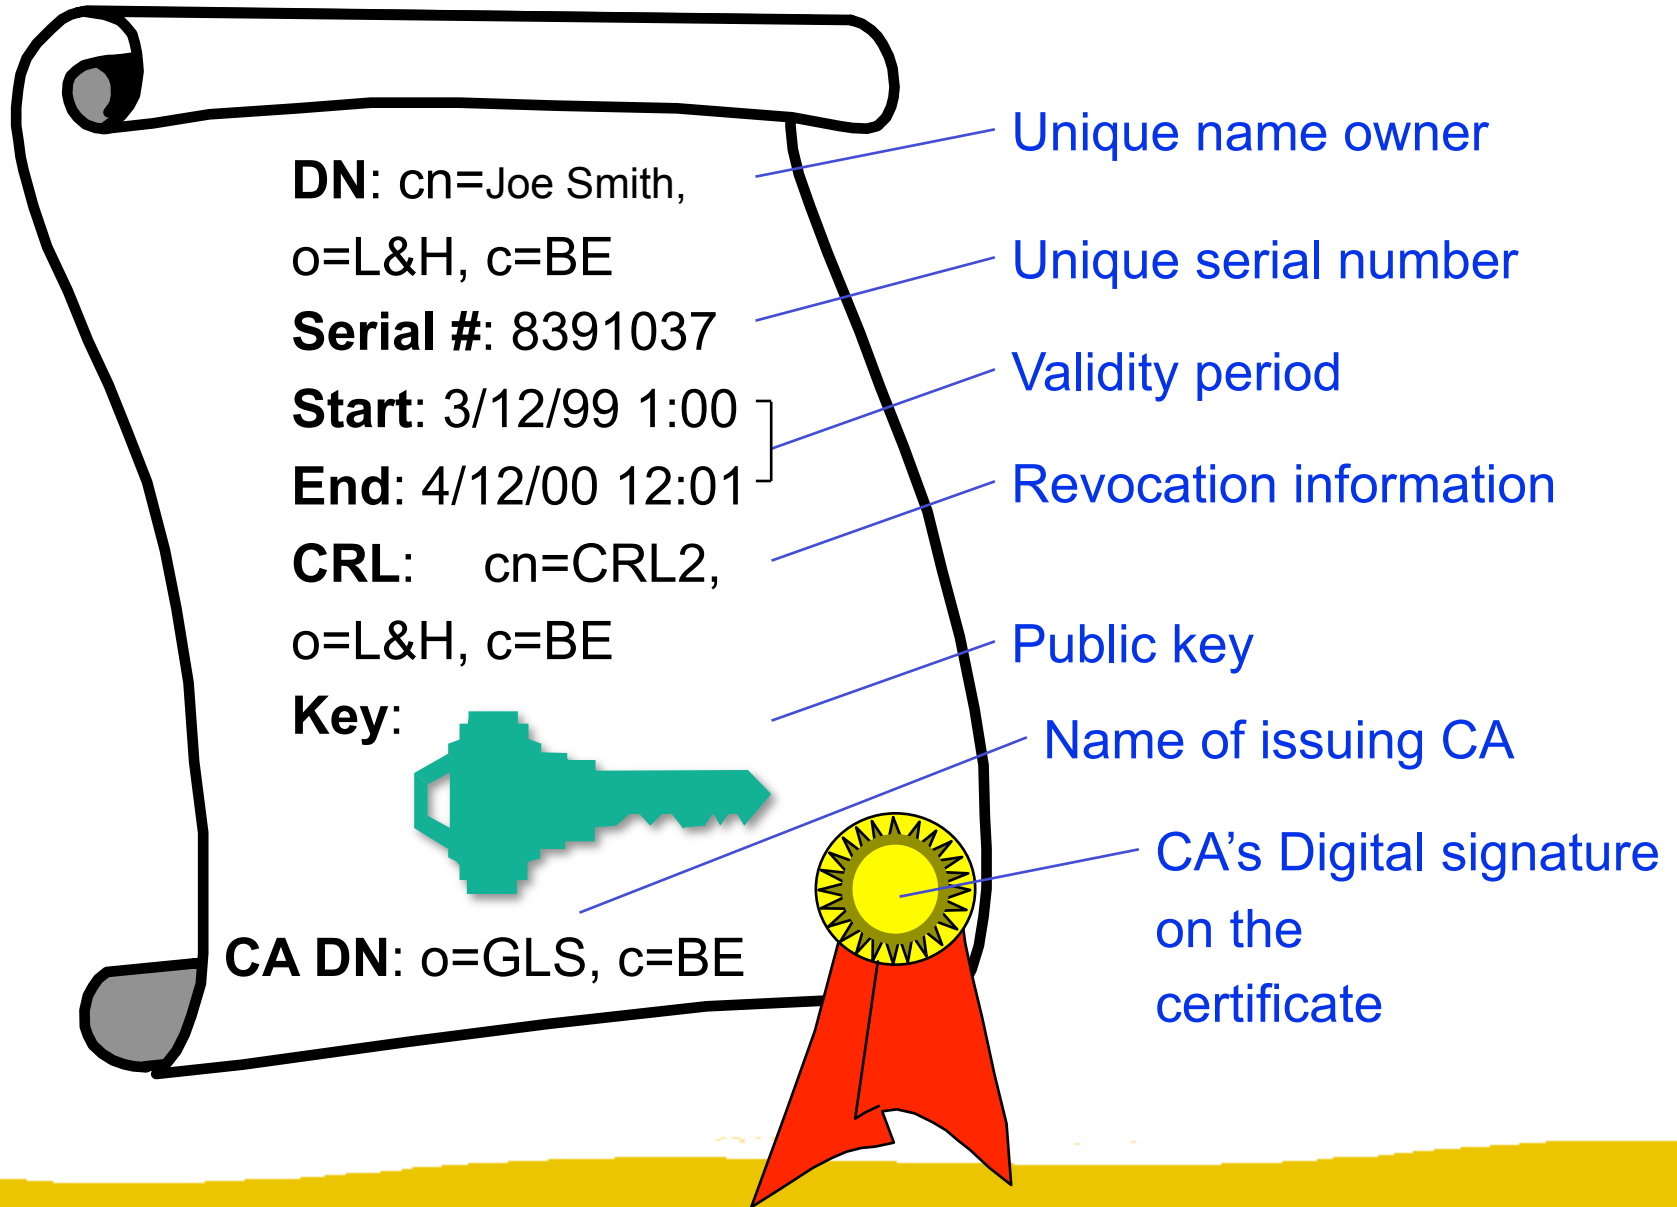 DN: cn=Joe Smith,
o=L&H, c=BE
Serial #: 8391037
Start: 3/12/99 1:00
End: 4/12/00 12:01
CRL: cn=CRL2,
o=L&H, c=BE
Key:
CA DN: o=GLS, c=BE
Unique name owner
Unique serial number
Validity period
Revocation information
Public key
Name of issuing CA
CA’s Digital signature
on the
certificate